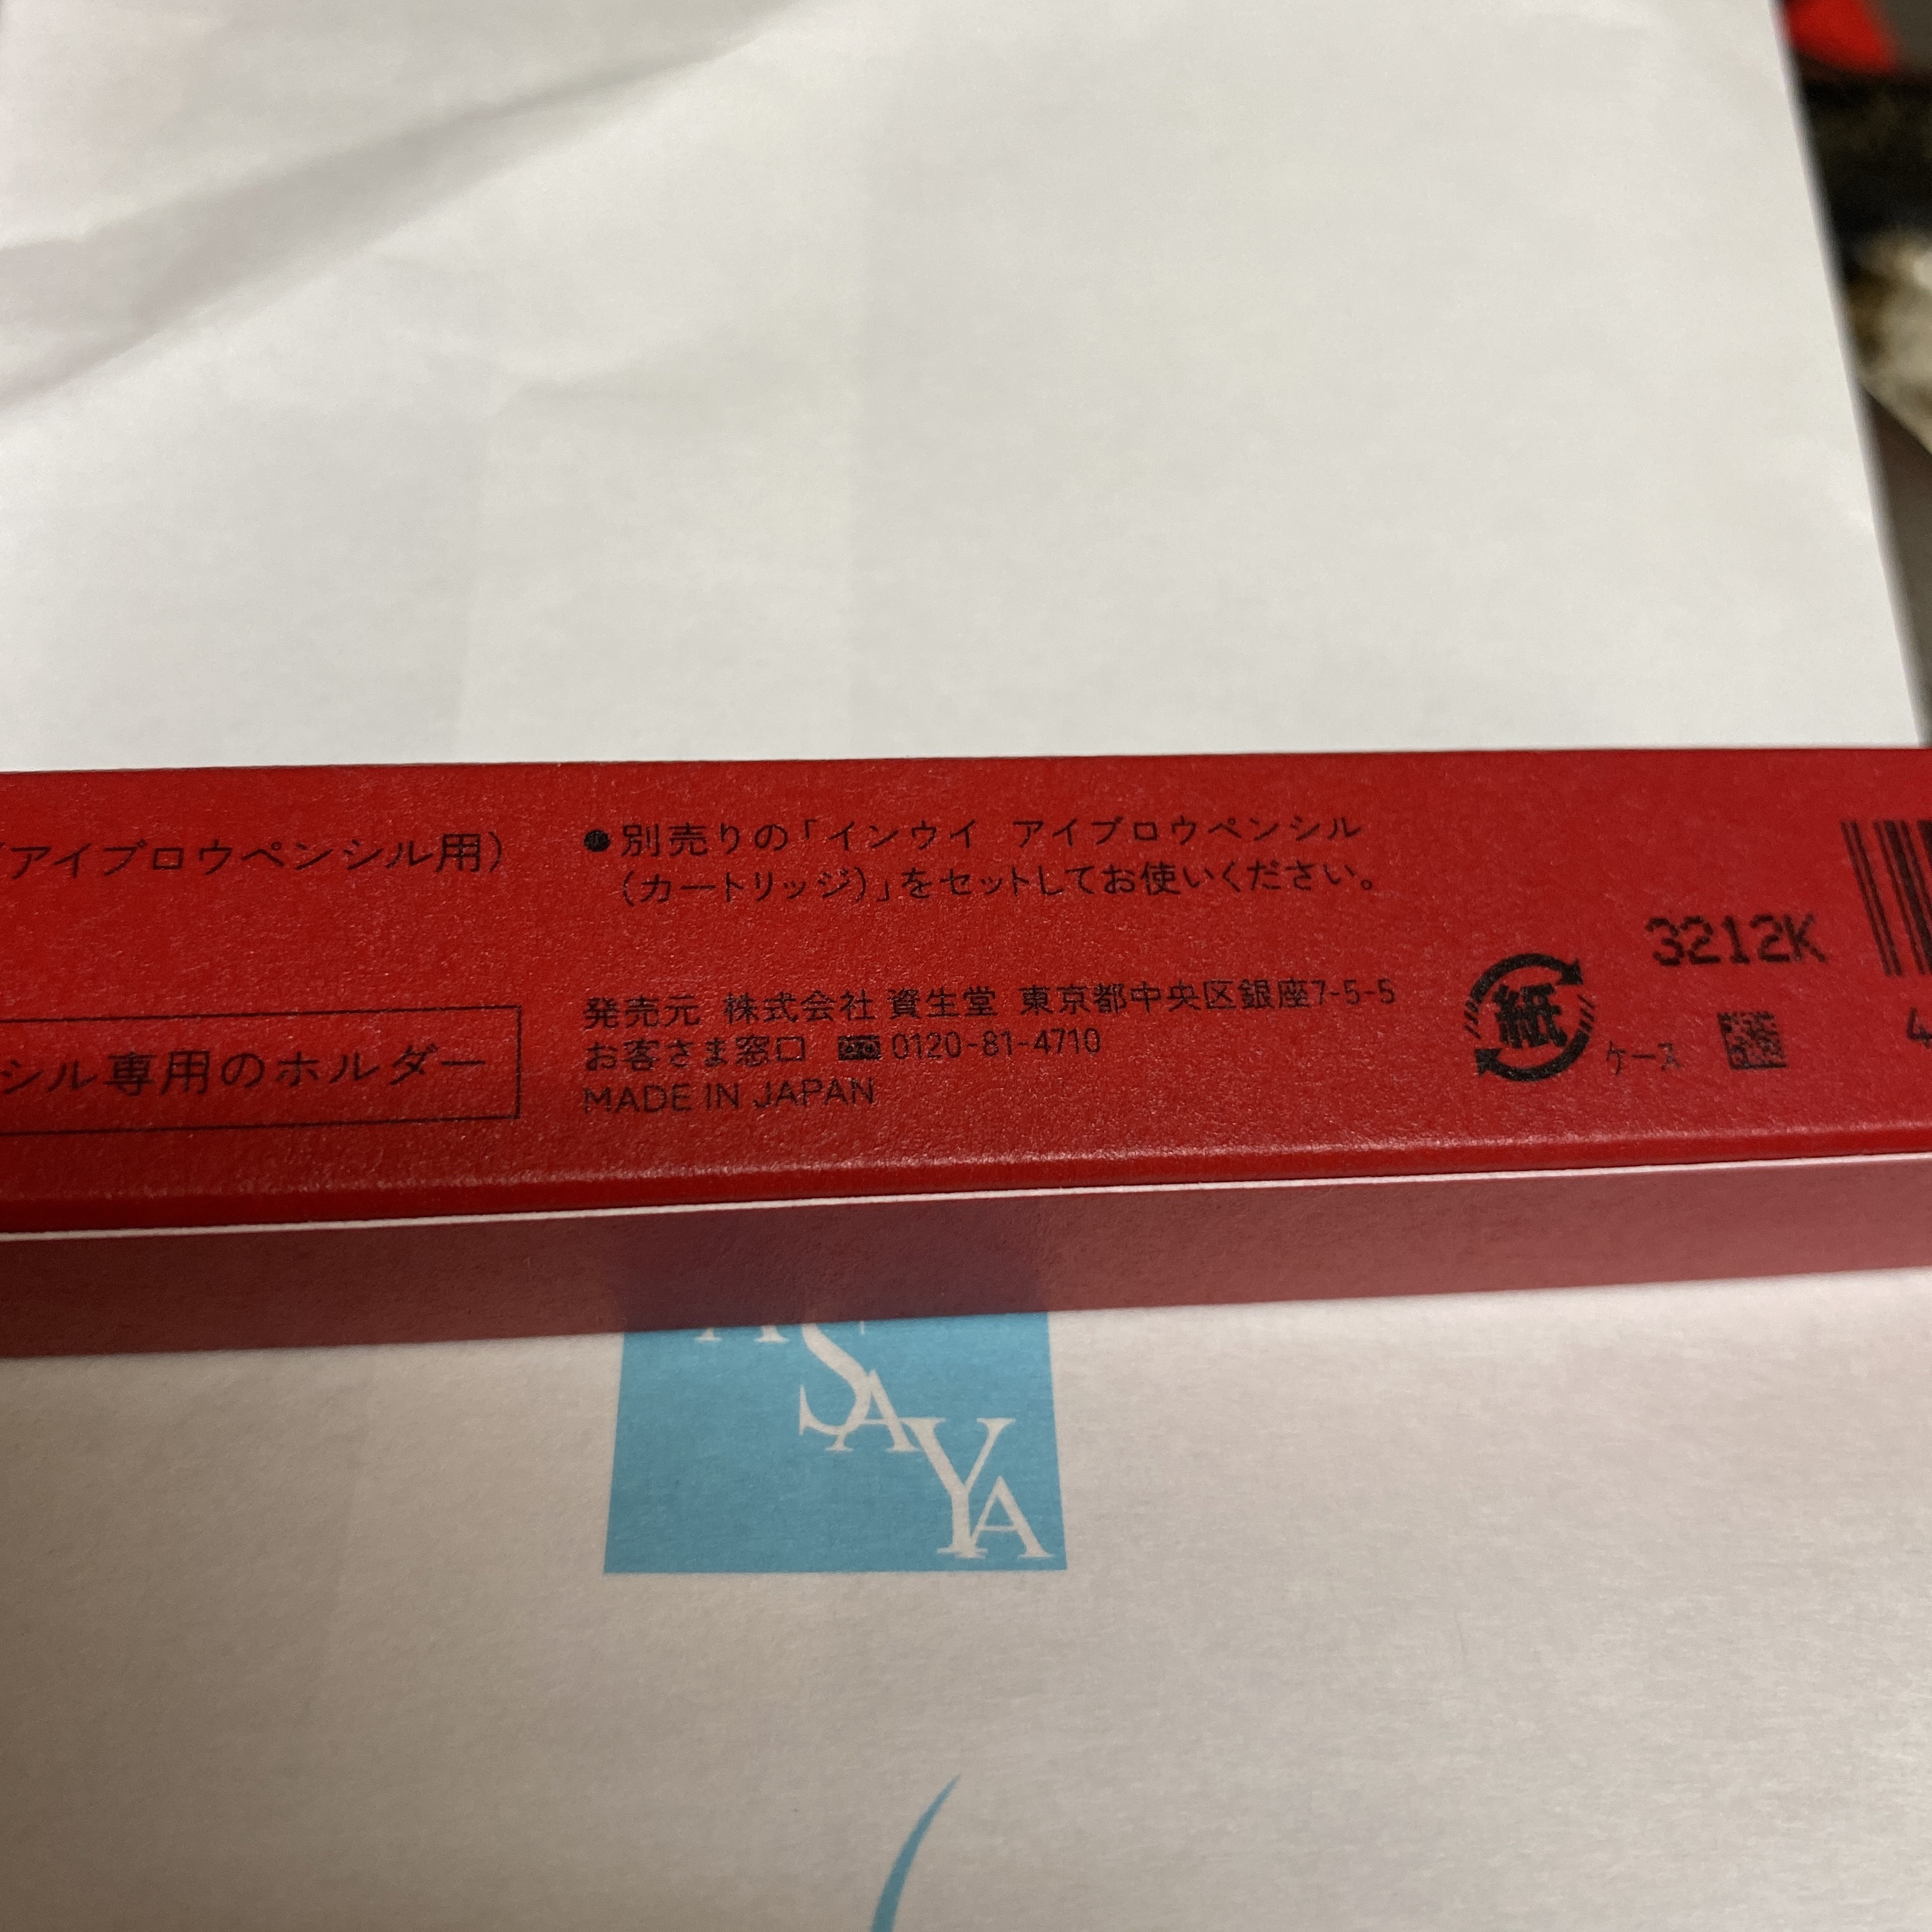 (アイブロウペンシル用)
シル専用のホルダー
●別売りの「インウイ アイブロウペンシル
(カートリッジ)」をセットしてお使いください。
発売元 株式会社 資生堂 東京都中央区銀座7-5-5
お客さま窓口 0120-81-4710
MADE IN JAPAN
紙
ケース
3212K
4
ASAYA